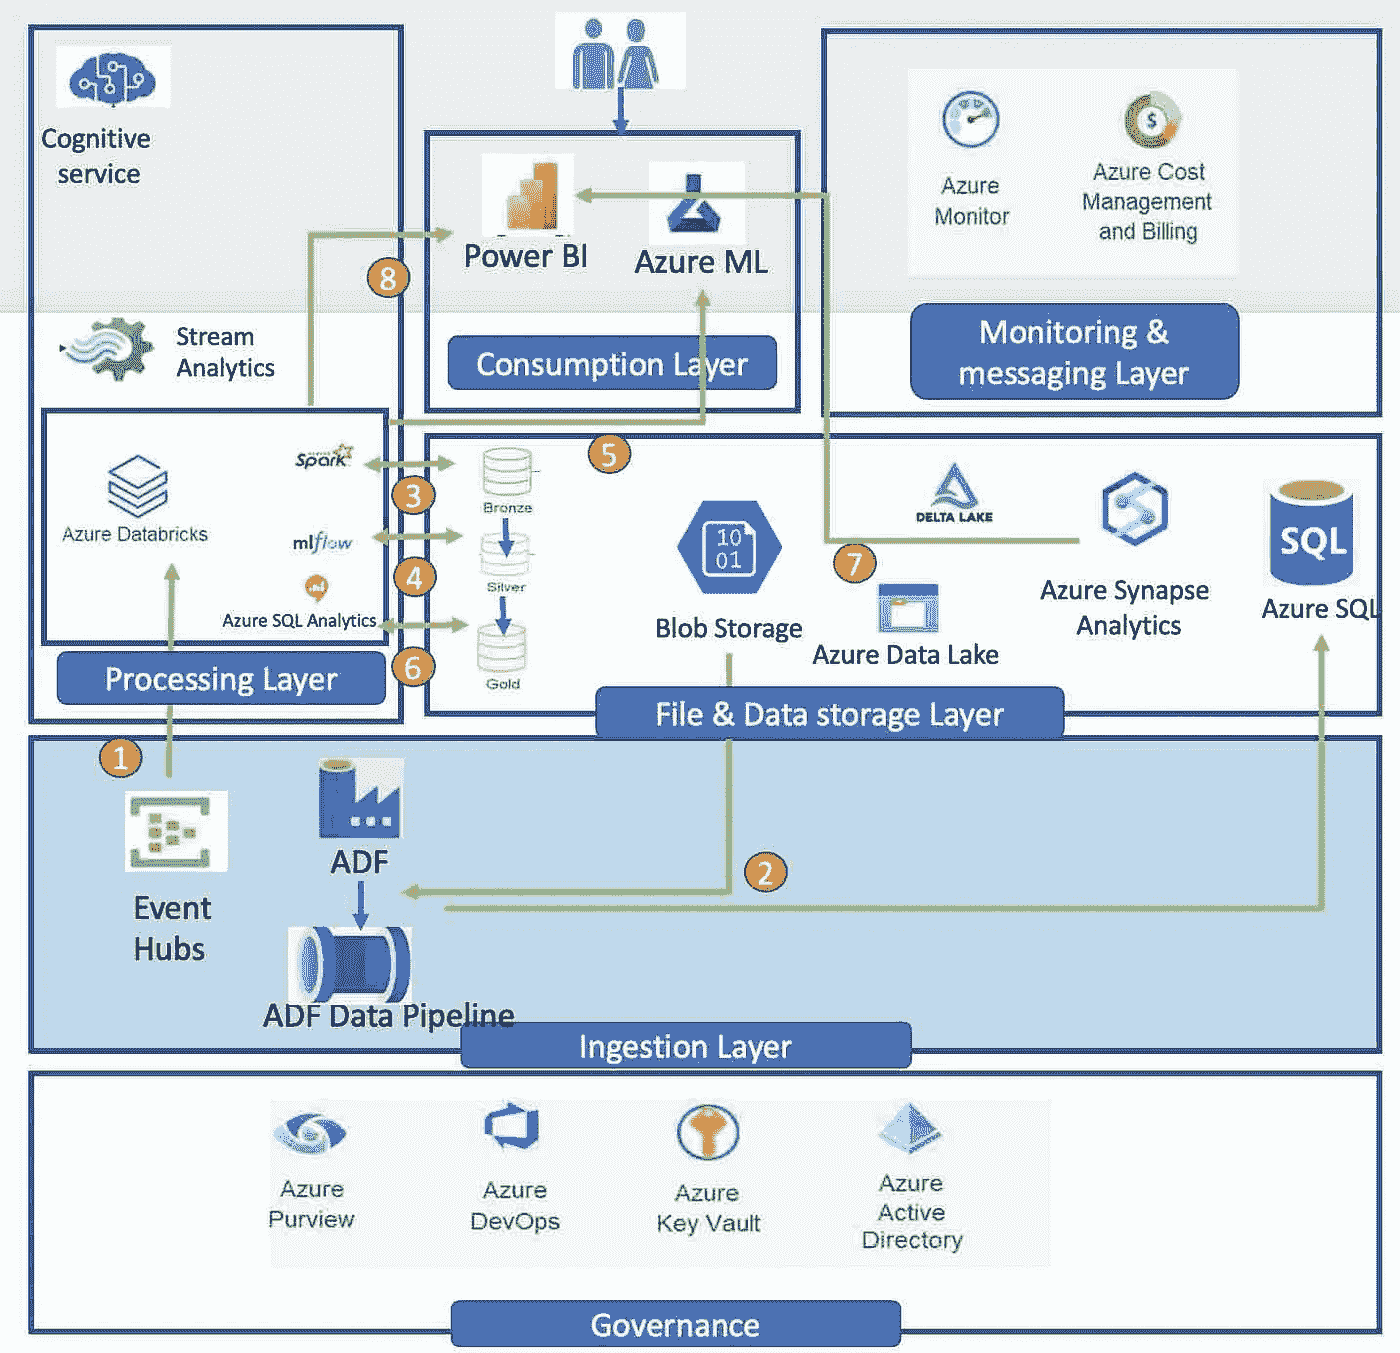 Cognitive
service
Stream
Analytics
Spark
Azure Databricks
mlflow
Azure SQL Analytics
Processing Layer
8
Power BI
Azure ML
Consumption Layer
Azure
Monitor
Azure Cost
Management
and Billing
Monitoring &
messaging Layer
3
4
6
5
Bronze
Silver
Gold
10
01
Blob Storage
7
DELTA LAKE
Azure Data Lake
Azure Synapse
Analytics
SQL
Azure SQL
File & Data storage Layer
1
Event
Hubs
ADF
ADF Data Pipeline
2
Ingestion Layer
Azure
Purview
Azure
DevOps
Azure
Key Vault
Azure
Active
Directory
Governance